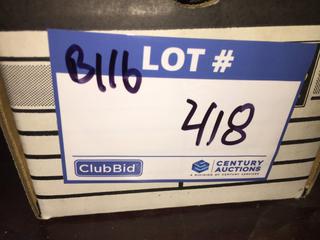 B116 LOT #
418
ClubBid
CENTURY
AUCTIONS
A DIVISION OF CENTURY SERVICES